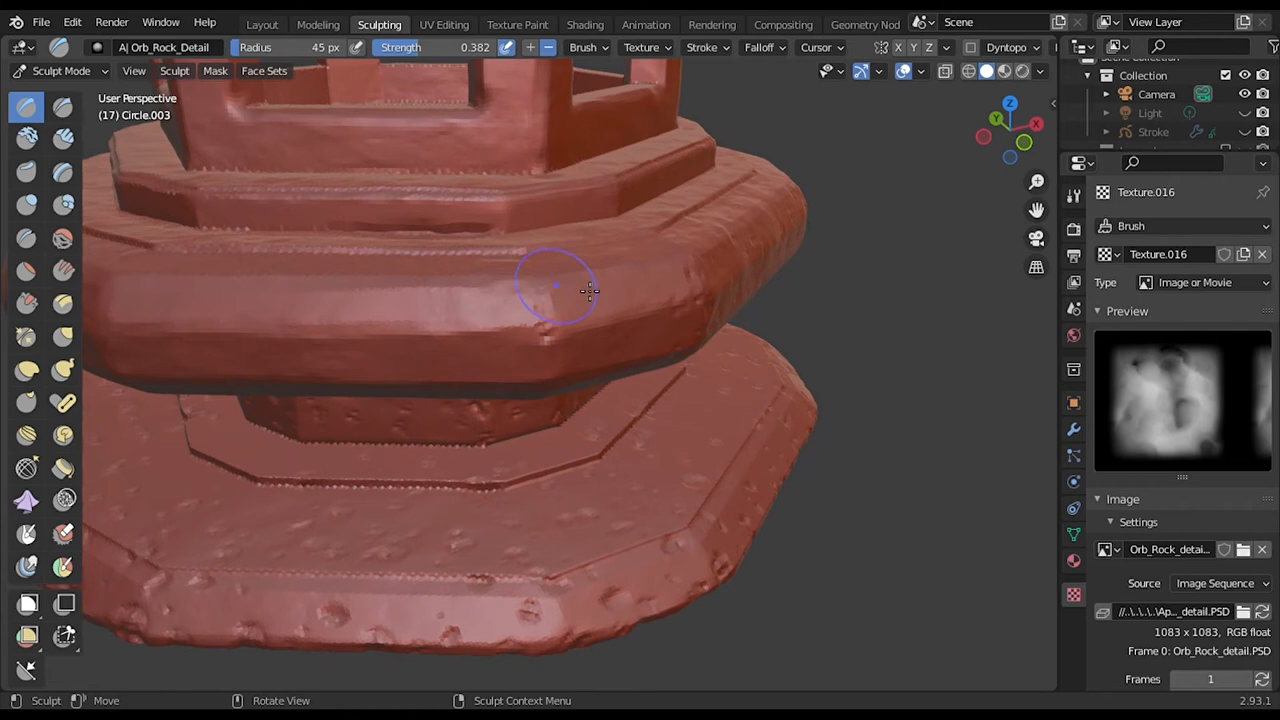 File Edit Render Window Help Layout Modeling Sculpting UV Editing Texture Paint Shading Animation Rendering Compositing Geometry Nod Scene View Layer
A| Orb_Rock_Detail Radius 45 px Strength 0.382 Brush Texture Stroke Falloff Cursor X Y Z Dyntopo
Sculpt Mode View Sculpt Mask Face Sets
User Perspective
(17) Circle.003
Z
Y
X
Collection
Camera
Light
Stroke
Texture.016
Brush
Texture.016
Type Image or Movie
Preview
Image
Settings
Orb_Rock_detai...
Source Image Sequence
//..\..\..\..\Ap..._detail.PSD
1083 x 1083, RGB float
Frame 0: Orb_Rock_detail.PSD
Frames 1
Sculpt Move Rotate View Sculpt Context Menu 2.93.1